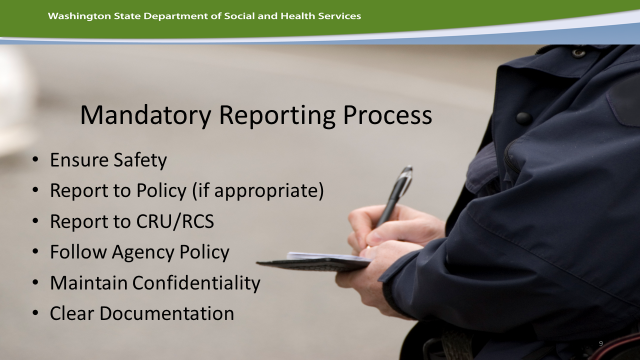 Washington State Department of Social and Health Services
Mandatory Reporting Process
• Ensure Safety
• Report to Policy (if appropriate)
• Report to CRU/RCS
• Follow Agency Policy
• Maintain Confidentiality
• Clear Documentation
9